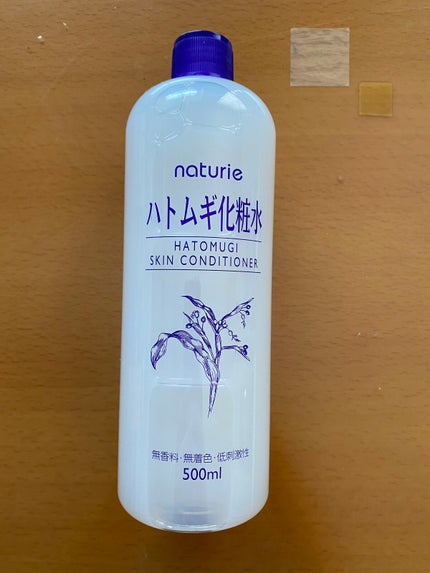 naturie
ハトムギ化粧水
HATOMUGI
SKIN CONDITIONER
無香料・無着色・低刺激性
500ml